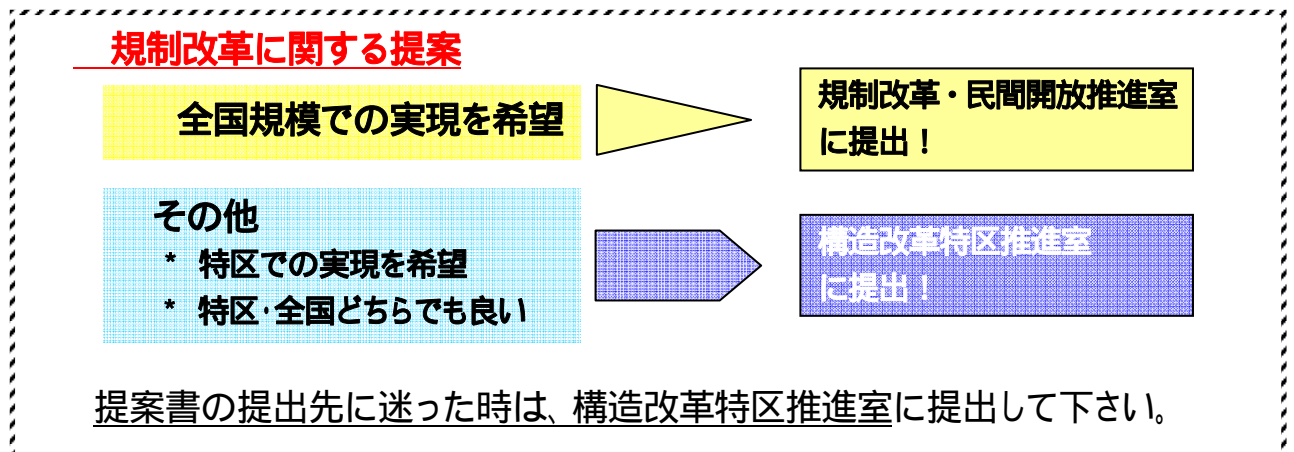 規制改革に関する提案
全国規模での実現を希望
規制改革・民間開放推進室
に提出！
その他
* 特区での実現を希望
* 特区・全国どちらでも良い
構造改革特区推進室
に提出！
提案書の提出先に迷った時は、構造改革特区推進室に提出して下さい。